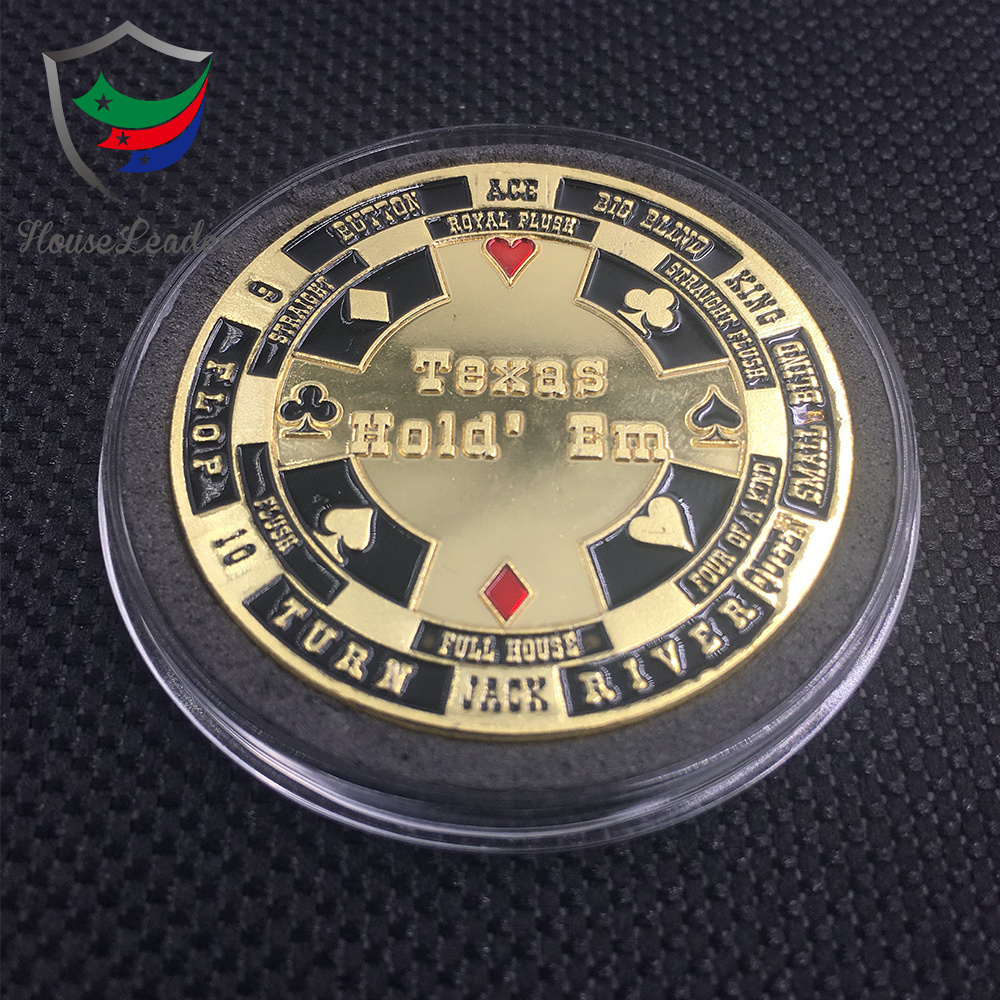 HouseLeads
BUTTON
ACE
BIG BLIND
KING
SMALL BLIND
QUEEN
RIVER
JACK
TURN
10
FLOP
9
ROYAL FLUSH
STRAIGHT FLUSH
FOUR OF A KIND
FULL HOUSE
FLUSH
STRAIGHT
Texas
Hold' Em